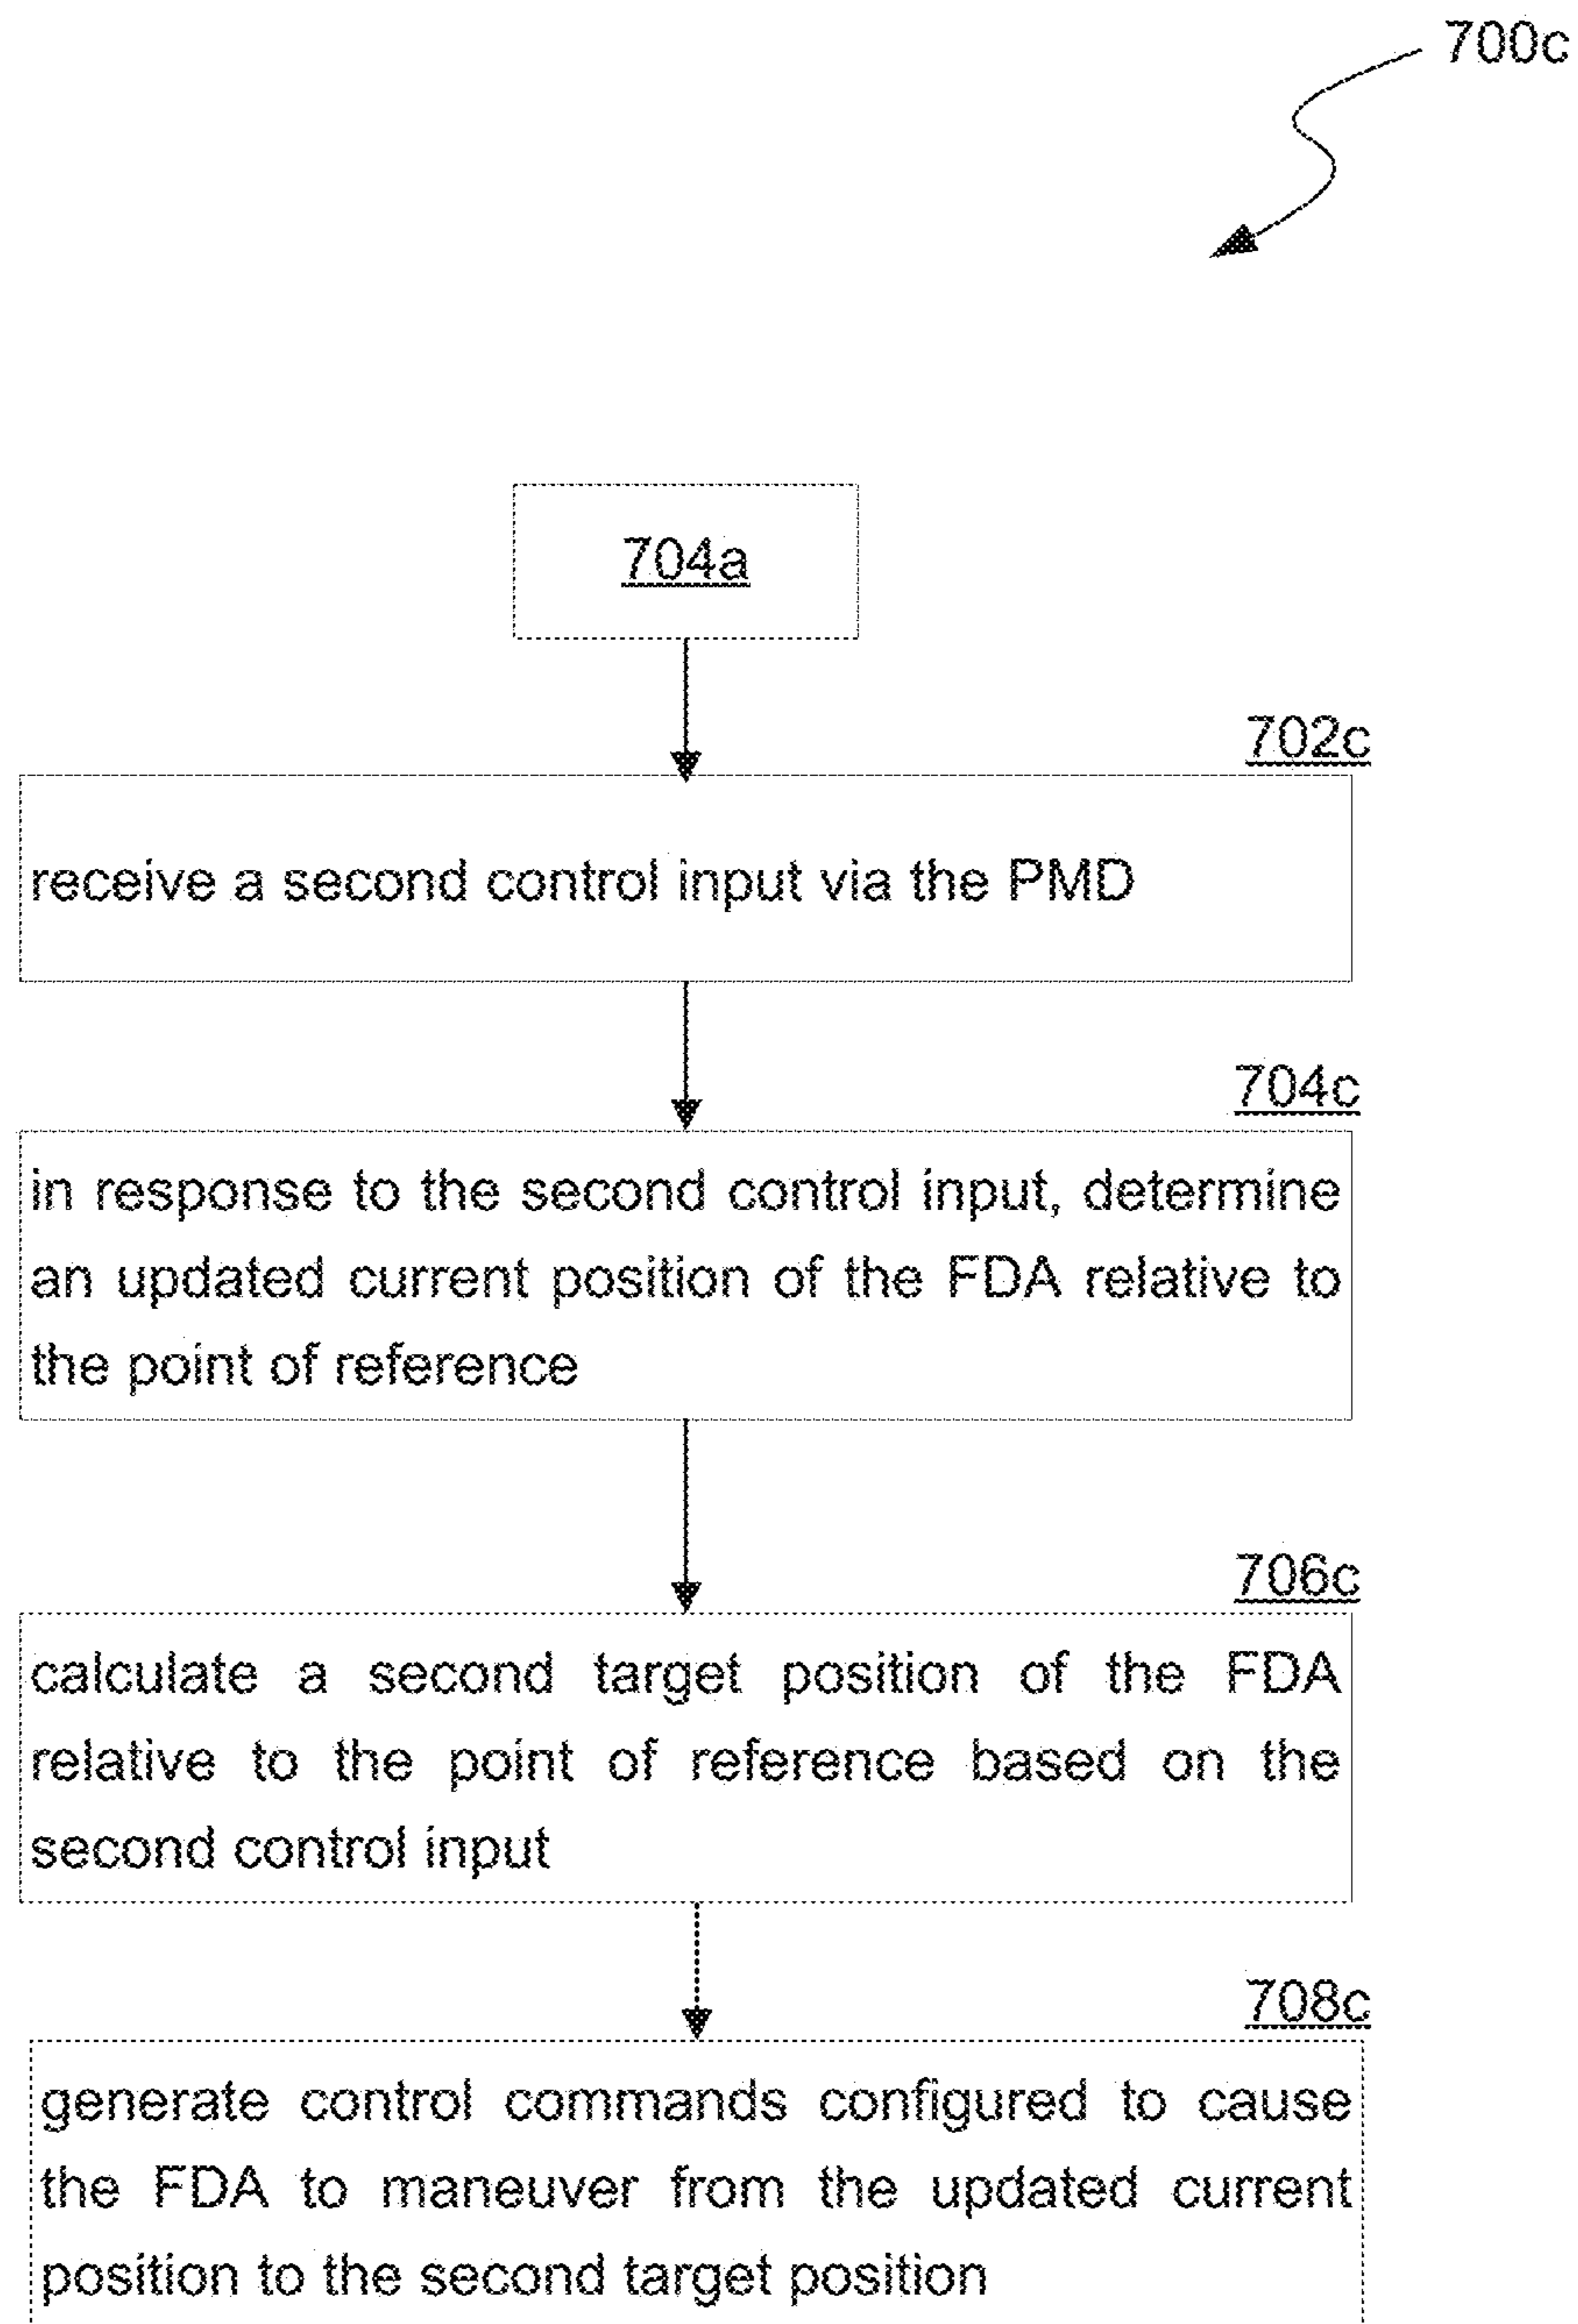 700c
704a
702c
receive a second control input via the PMD
704c
in response to the second control input, determine
an updated current position of the FDA relative to
the point of reference
706c
calculate a second target position of the FDA
relative to the point of reference based on the
second control input
708c
generate control commands configured to cause
the FDA to maneuver from the updated current
position to the second target position